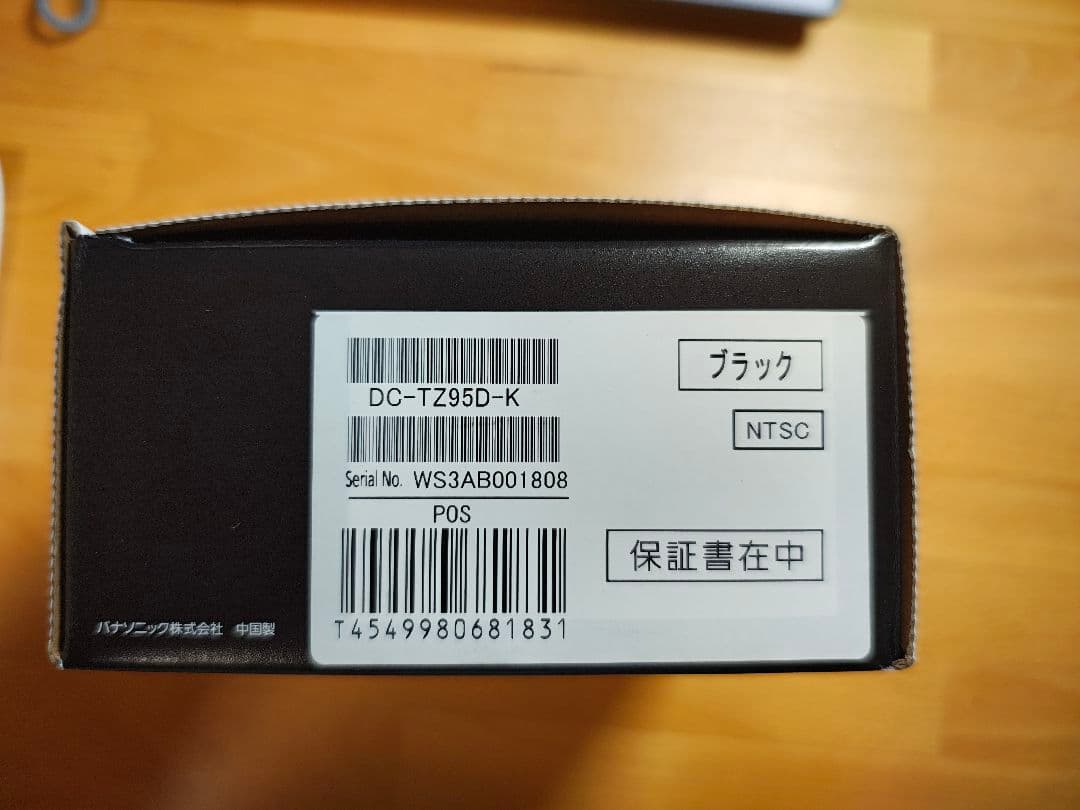 DC-TZ95D-K
ブラック
NTSC
Serial No. WS3AB001808
POS
保証書在中
T4549980681831
パナソニック株式会社 中国製